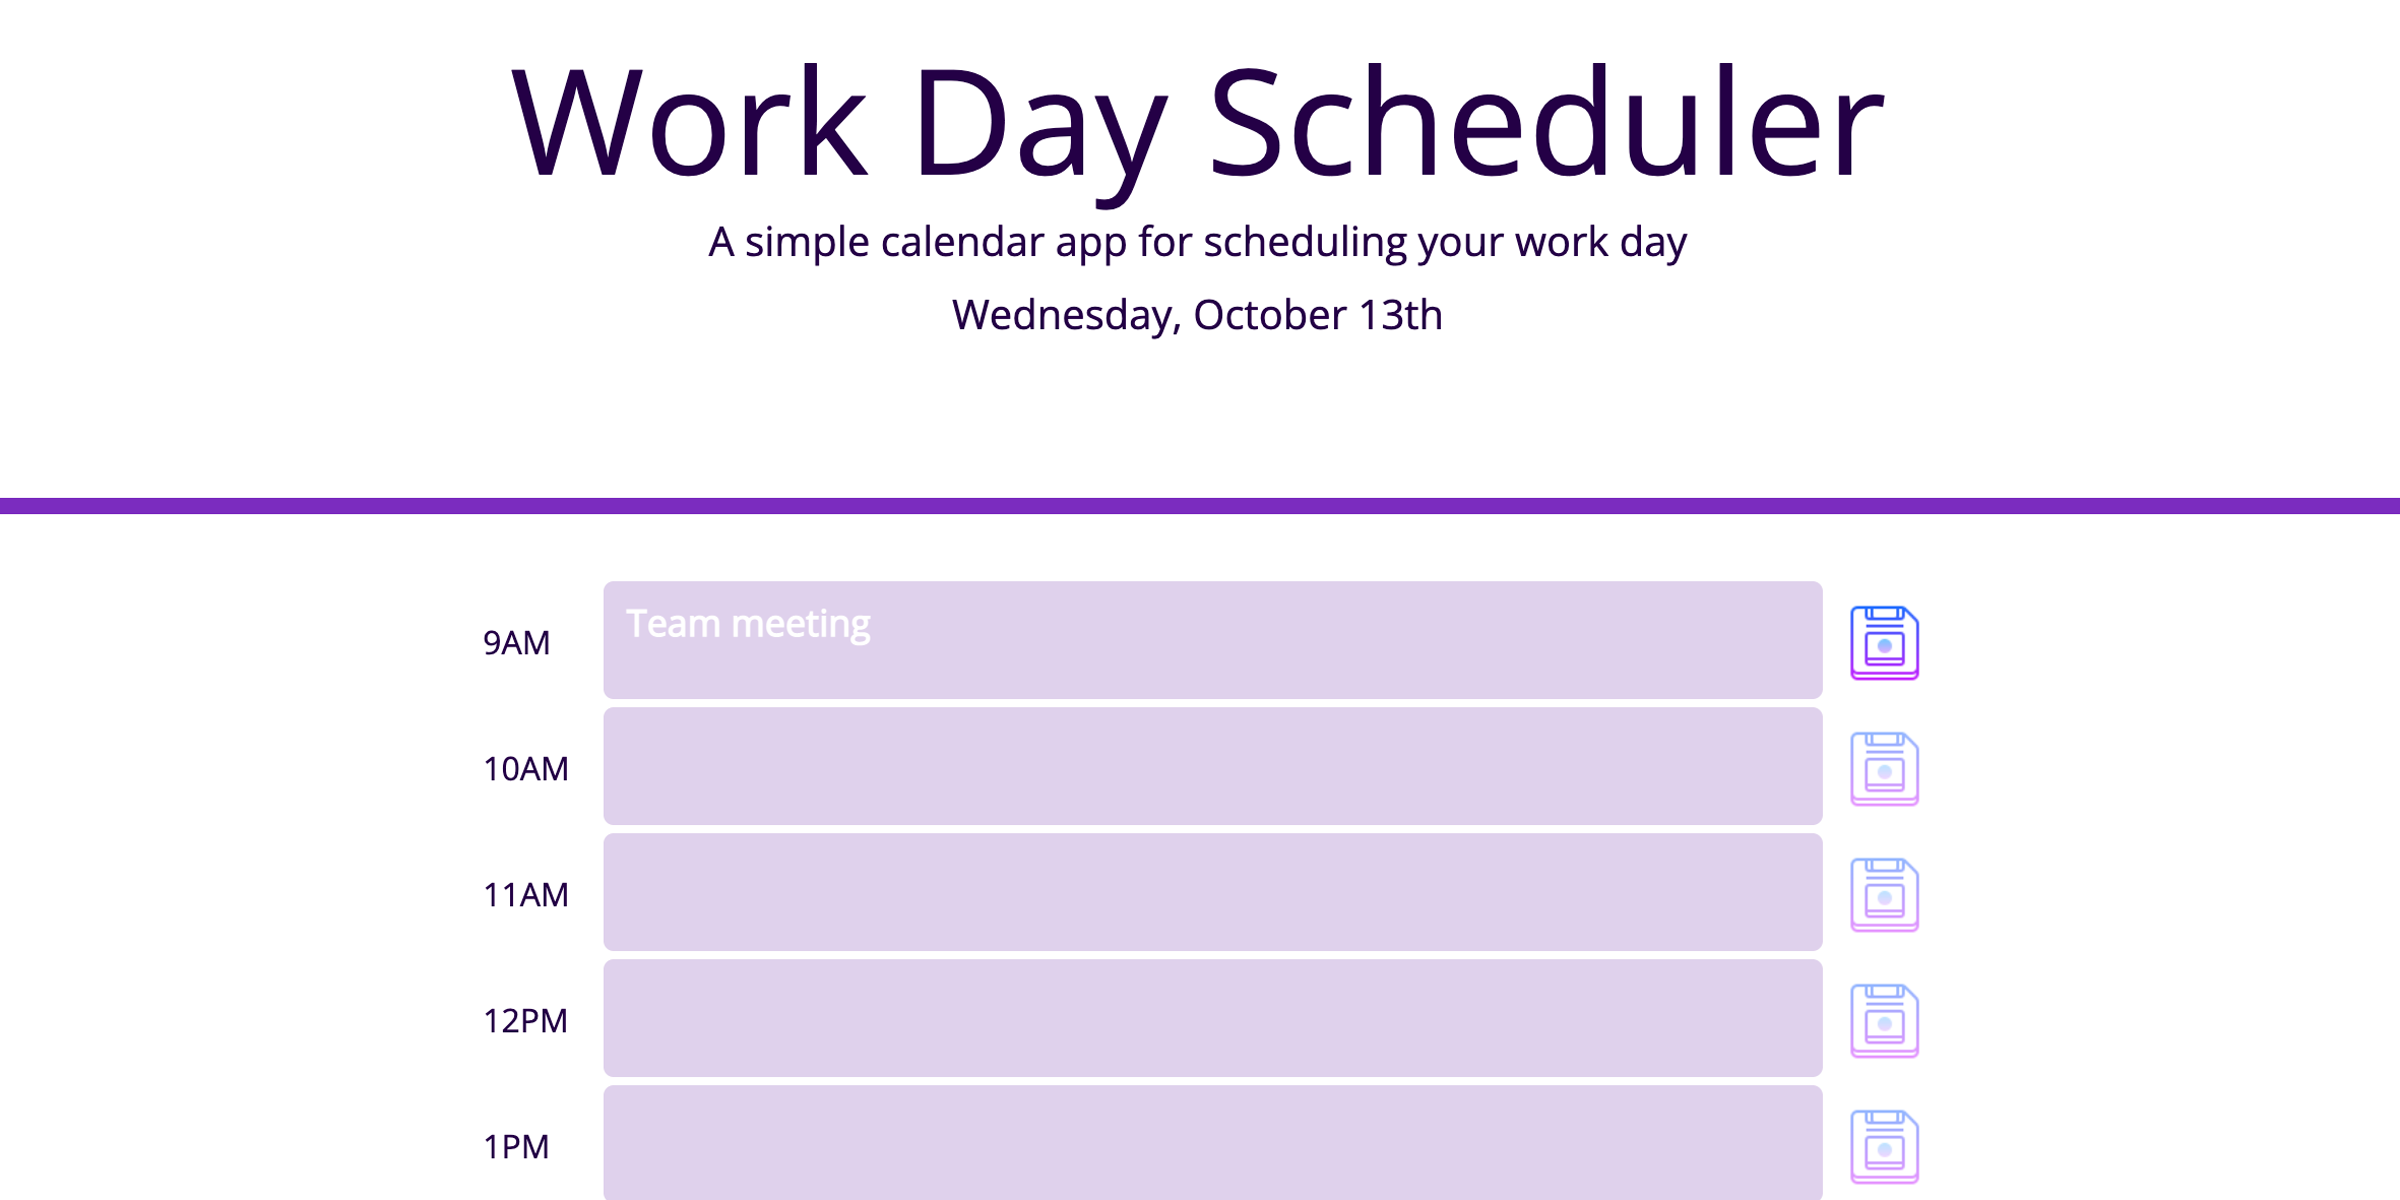 Work Day Scheduler
A simple calendar app for scheduling your work day
Wednesday, October 13th
9AM
Team meeting
10AM
11AM
12PM
1PM